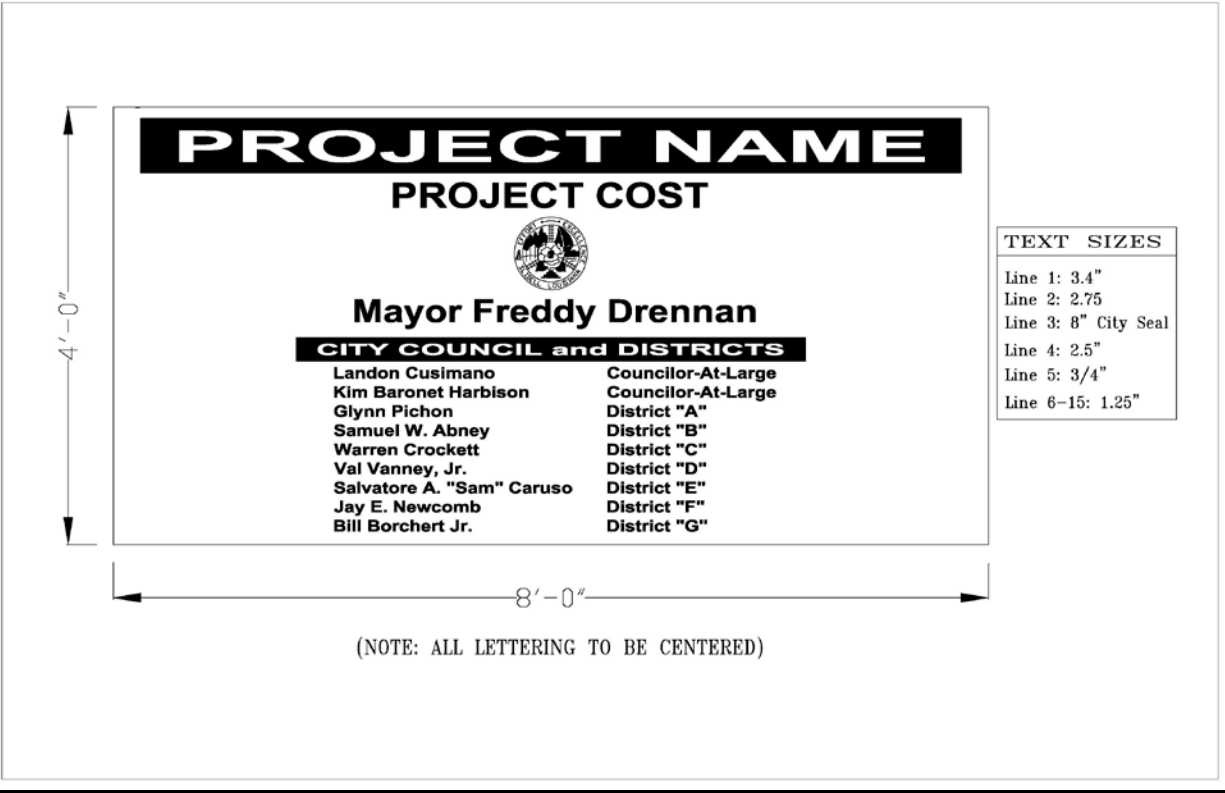 PROJECT NAME
PROJECT COST
EFFORT EXCELLENCE
SLIDELL LOUISIANA
Mayor Freddy Drennan
CITY COUNCIL and DISTRICTS
Landon Cusimano Councilor-At-Large
Kim Baronet Harbison Councilor-At-Large
Glynn Pichon District "A"
Samuel W. Abney District "B"
Warren Crockett District "C"
Val Vanney, Jr. District "D"
Salvatore A. "Sam" Caruso District "E"
Jay E. Newcomb District "F"
Bill Borchert Jr. District "G"
4'-0"
8'-0"
(NOTE: ALL LETTERING TO BE CENTERED)
TEXT SIZES
Line 1: 3.4"
Line 2: 2.75
Line 3: 8" City Seal
Line 4: 2.5"
Line 5: 3/4"
Line 6-15: 1.25"